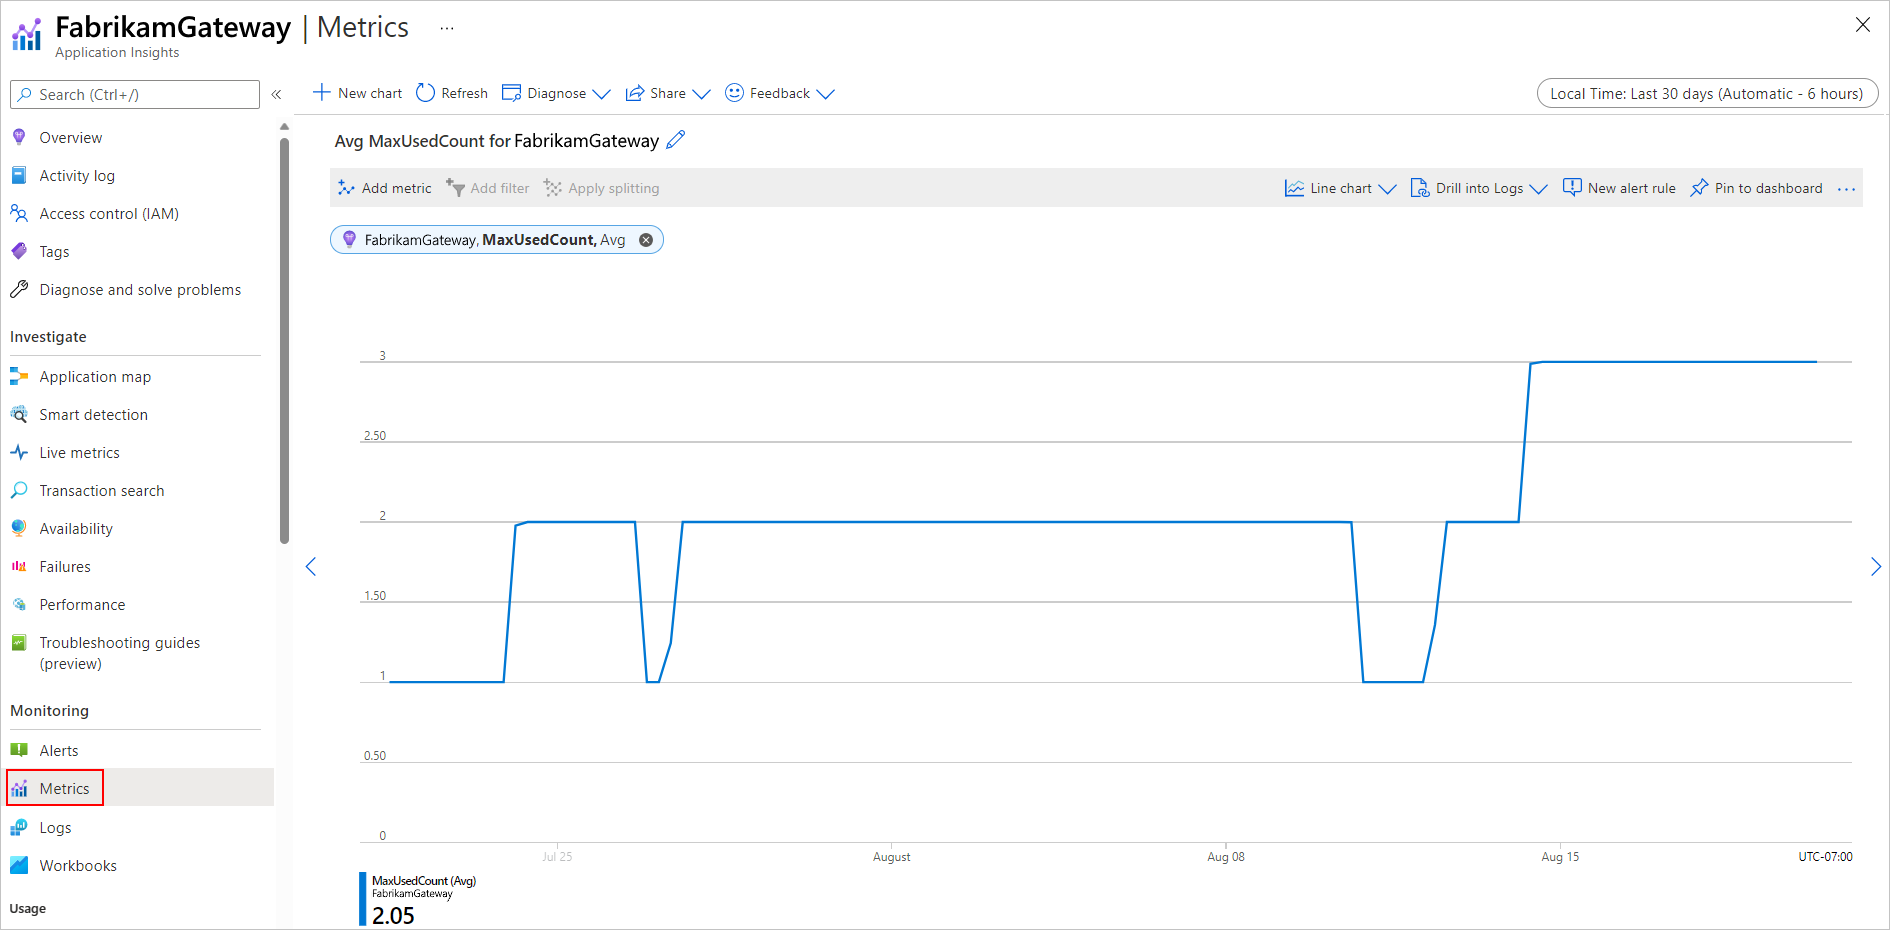 FabrikamGateway | Metrics ...
Application Insights
Search (Ctrl+/)
«
New chart Refresh Diagnose Share Feedback
Local Time: Last 30 days (Automatic - 6 hours)
Overview
Activity log
Access control (IAM)
Tags
Diagnose and solve problems
Investigate
Application map
Smart detection
Live metrics
Transaction search
Availability
Failures
Performance
Troubleshooting guides
(preview)
Monitoring
Alerts
Metrics
Logs
Workbooks
Usage
Avg MaxUsedCount for FabrikamGateway
Add metric Add filter Apply splitting
Line chart Drill into Logs New alert rule Pin to dashboard ...
FabrikamGateway, MaxUsedCount, Avg
3
2.50
2
1.50
1
0.50
0
Jul 25 August Aug 08 Aug 15 UTC-07:00
MaxUsedCount (Avg)
FabrikamGateway
2.05